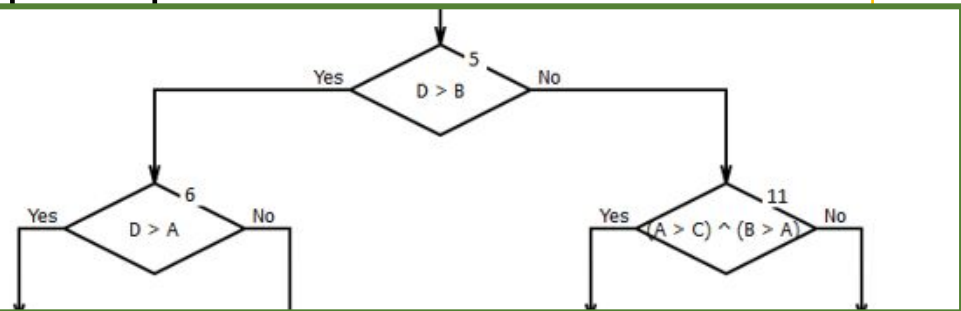 5
Yes
D > B
No
6
Yes
D > A
No
11
Yes
(A > C) ^ (B > A)
No